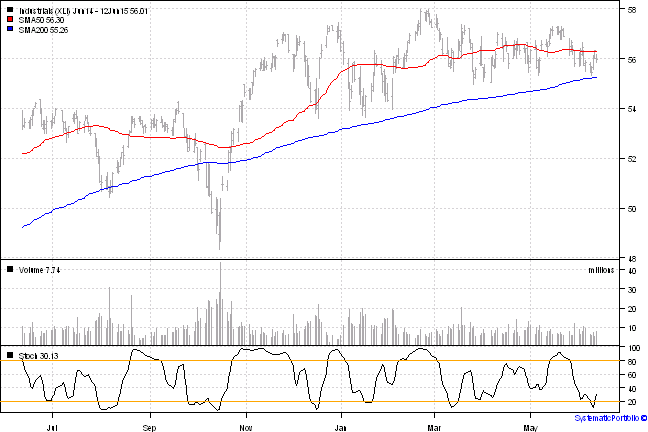 Industrials (XLI) Jun 14 - 12Jun15 56.01
SMA50 56.30
SMA200 55.26
58
56
54
52
50
48
Volume 7.74
millions
40
30
20
10
Stoch 30.13
100
80
60
40
20
Jul
Sep
Nov
Jan
Mar
May
SystematicPortfolio ©